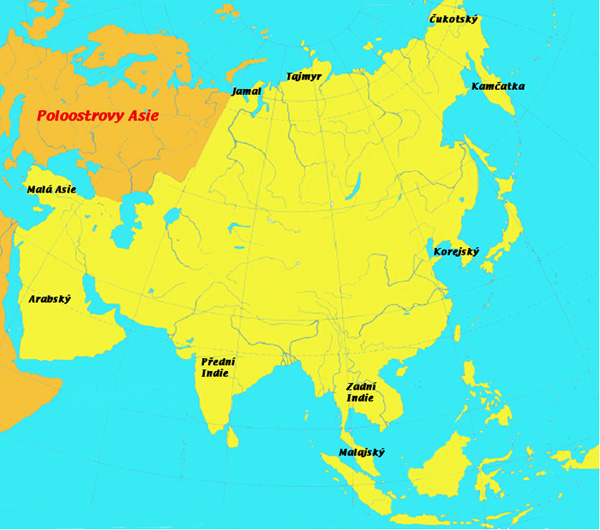 Čukotský
Tajmyr
Jamal
Kamčatka
Poloostrovy Asie
Malá Asie
Korejský
Arabský
Přední
Indie
Zadní
Indie
Malajský